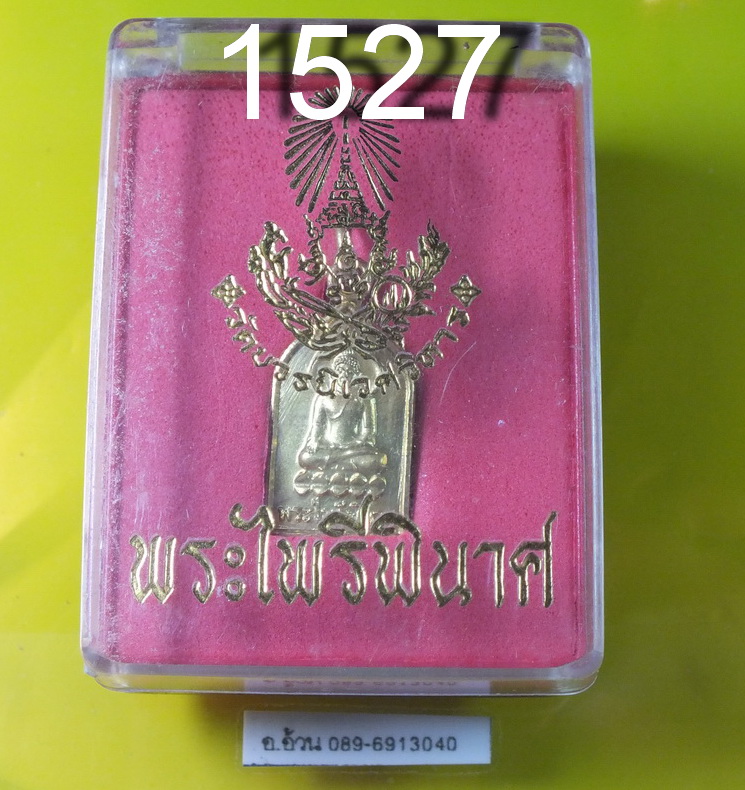 1527
วัดบวรนิเวศวิหาร
พระไพรีพินาศ
อ.อ้วน 089-6913040